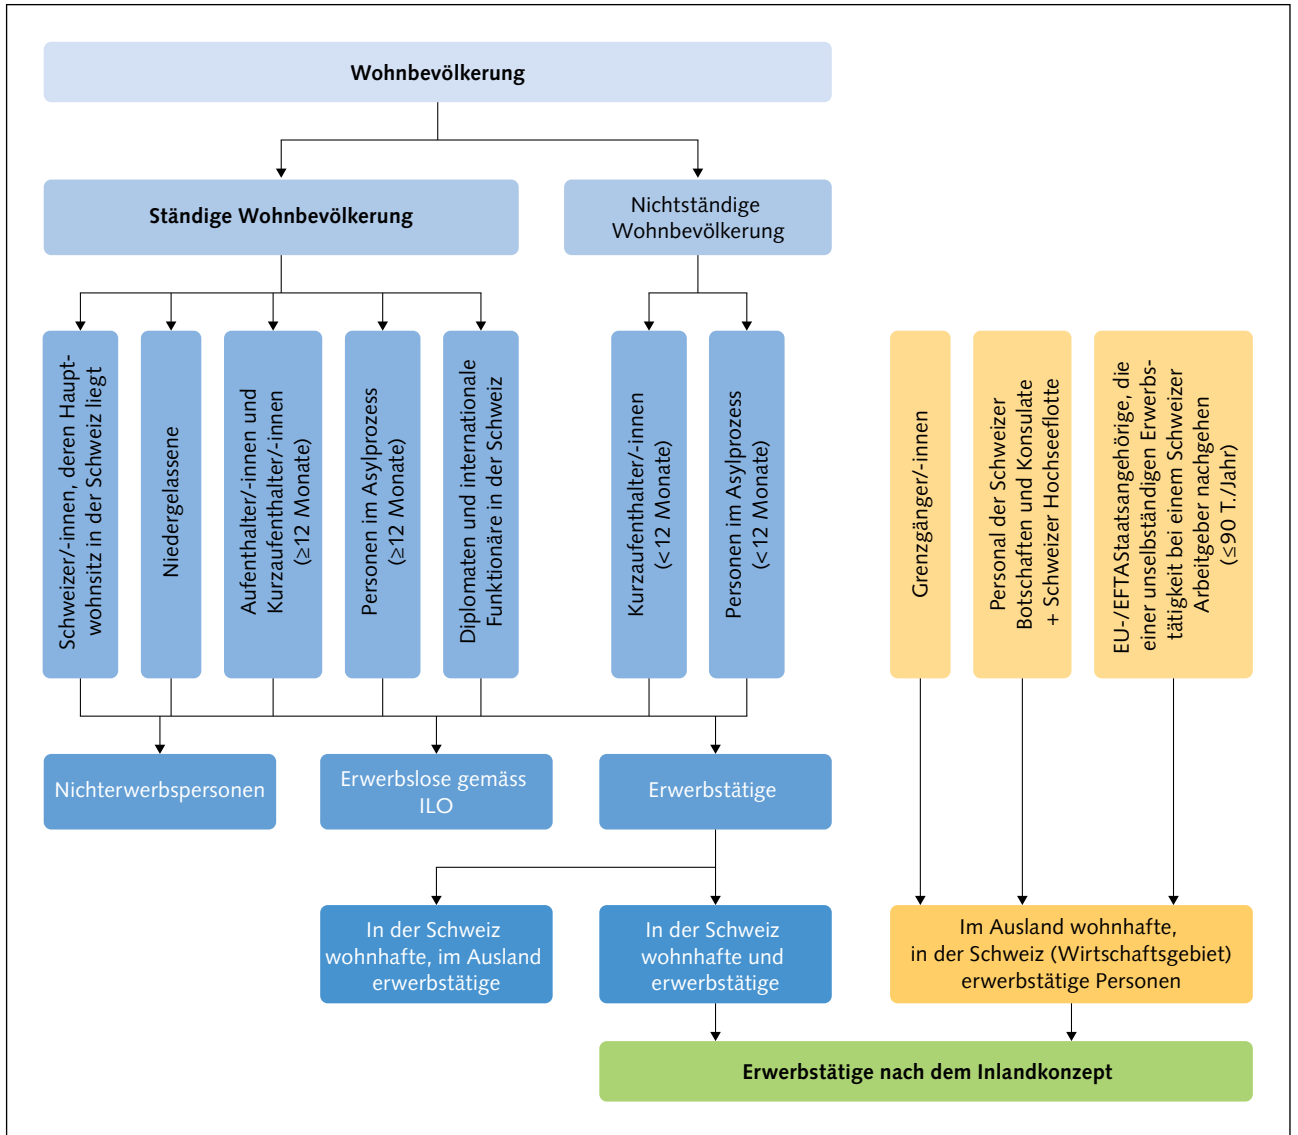 Wohnbevölkerung
Ständige Wohnbevölkerung
Nichtständige
Wohnbevölkerung
Schweizer/-innen, deren Haupt-
wohnsitz in der Schweiz liegt
Niedergelassene
Aufenthalter/-innen und
Kurzaufenthalter/-innen
(≥12 Monate)
Personen im Asylprozess
(≥12 Monate)
Diplomaten und internationale
Funktionäre in der Schweiz
Kurzaufenthalter/-innen
(<12 Monate)
Personen im Asylprozess
(<12 Monate)
Grenzgänger/-innen
Personal der Schweizer
Botschaften und Konsulate
+ Schweizer Hochseeflotte
EU-/EFTAStaatsangehörige, die
einer unselbständigen Erwerbs-
tätigkeit bei einem Schweizer
Arbeitgeber nachgehen
(≤90 T./Jahr)
Nichterwerbspersonen
Erwerbslose gemäss
ILO
Erwerbstätige
In der Schweiz
wohnhafte, im Ausland
erwerbstätige
In der Schweiz
wohnhafte und
erwerbstätige
Im Ausland wohnhafte,
in der Schweiz (Wirtschaftsgebiet)
erwerbstätige Personen
Erwerbstätige nach dem Inlandkonzept